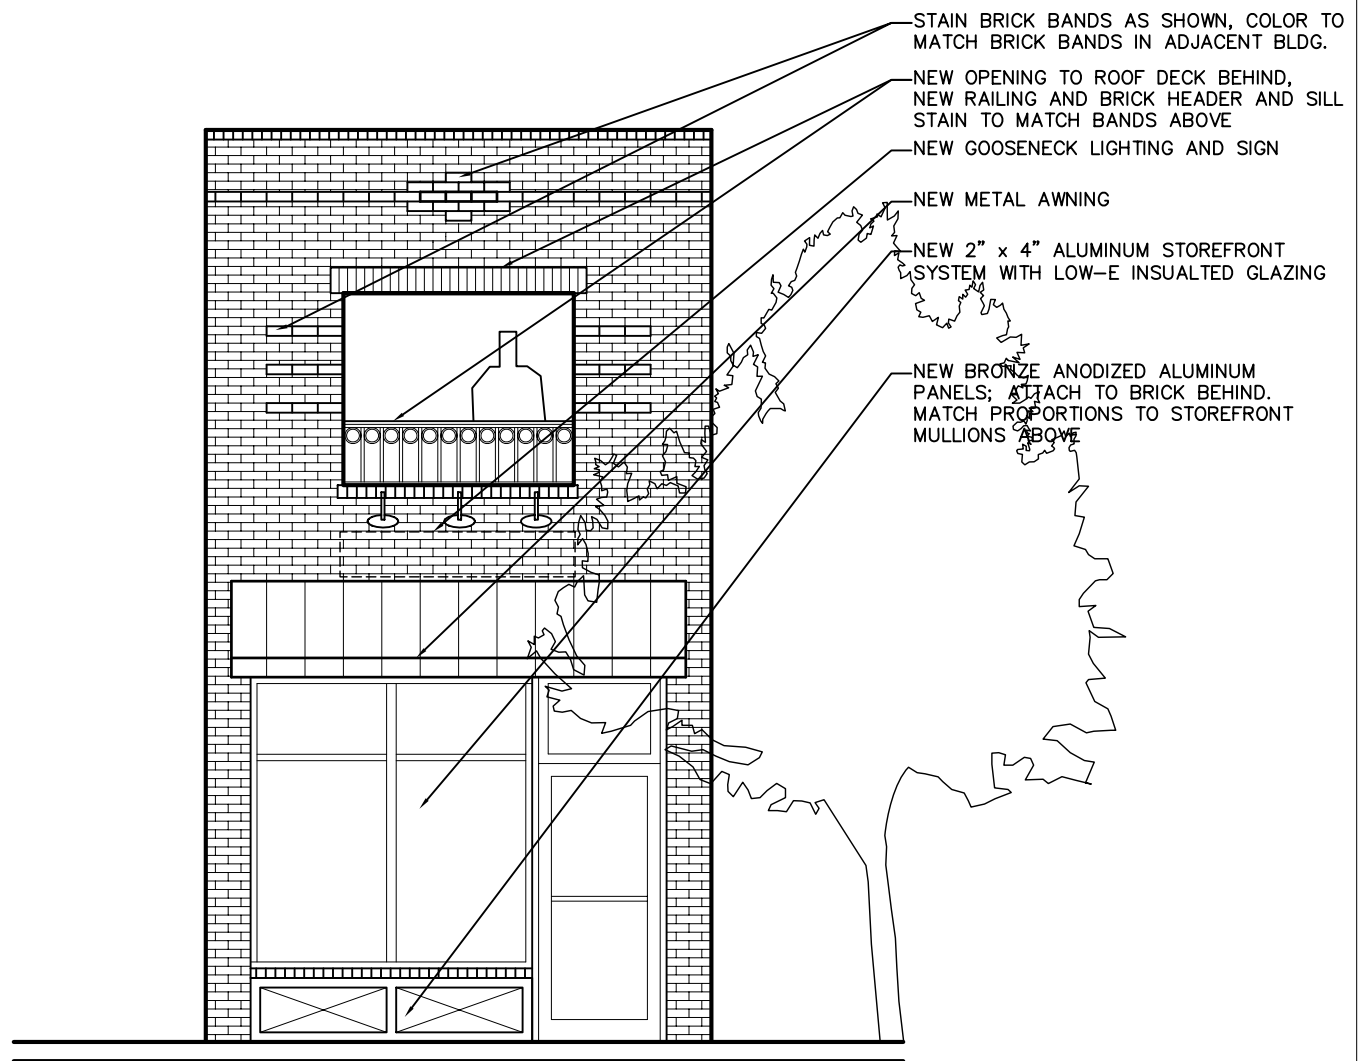 STAIN BRICK BANDS AS SHOWN, COLOR TO
MATCH BRICK BANDS IN ADJACENT BLDG.
NEW OPENING TO ROOF DECK BEHIND,
NEW RAILING AND BRICK HEADER AND SILL
STAIN TO MATCH BANDS ABOVE
NEW GOOSENECK LIGHTING AND SIGN
NEW METAL AWNING
NEW 2" x 4" ALUMINUM STOREFRONT
SYSTEM WITH LOW-E INSUALTED GLAZING
NEW BRONZE ANODIZED ALUMINUM
PANELS; ATTACH TO BRICK BEHIND.
MATCH PROPORTIONS TO STOREFRONT
MULLIONS ABOVE